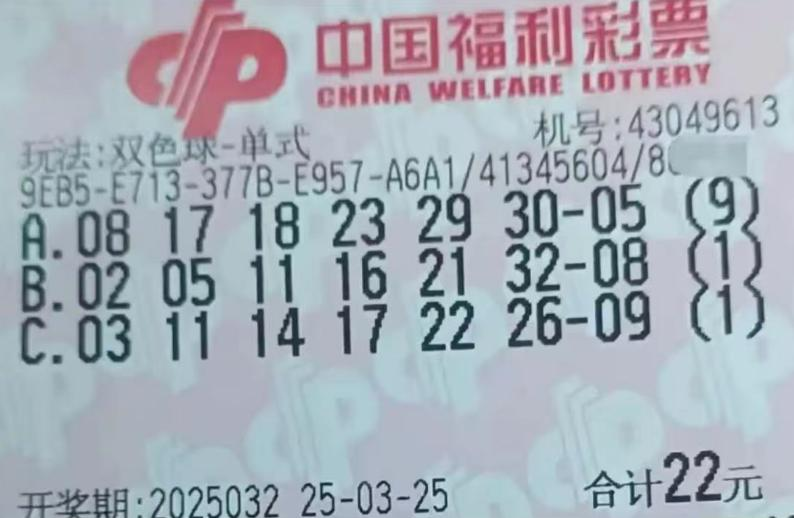 中国福利彩票
CHINA WELFARE LOTTERY
玩法:双色球-单式 机号:43049613
9EB5-E713-377B-E957-A6A1/41345604/8
A.08 17 18 23 29 30-05 (9)
B.02 05 11 16 21 32-08 (1)
C.03 11 14 17 22 26-09 (1)
开奖期:2025032 25-03-25 合计22元